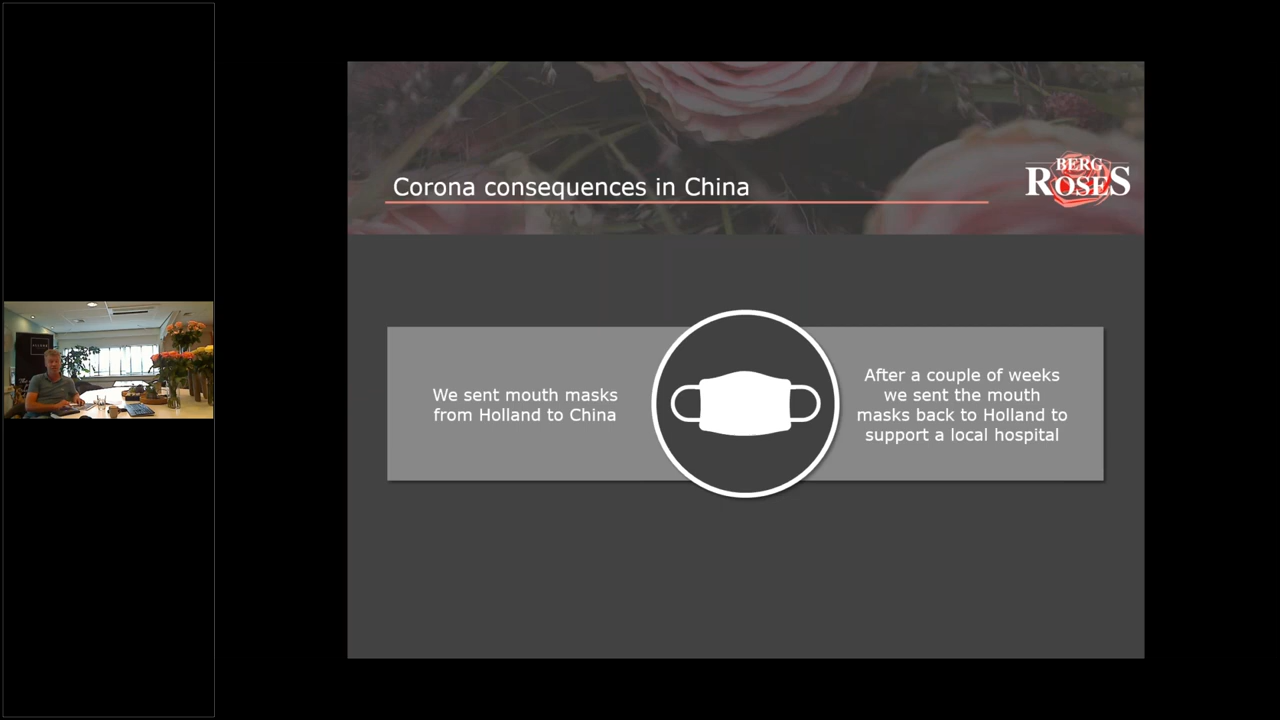 Corona consequences in China
BERG
ROSES
We sent mouth masks
from Holland to China
After a couple of weeks
we sent the mouth
masks back to Holland to
support a local hospital